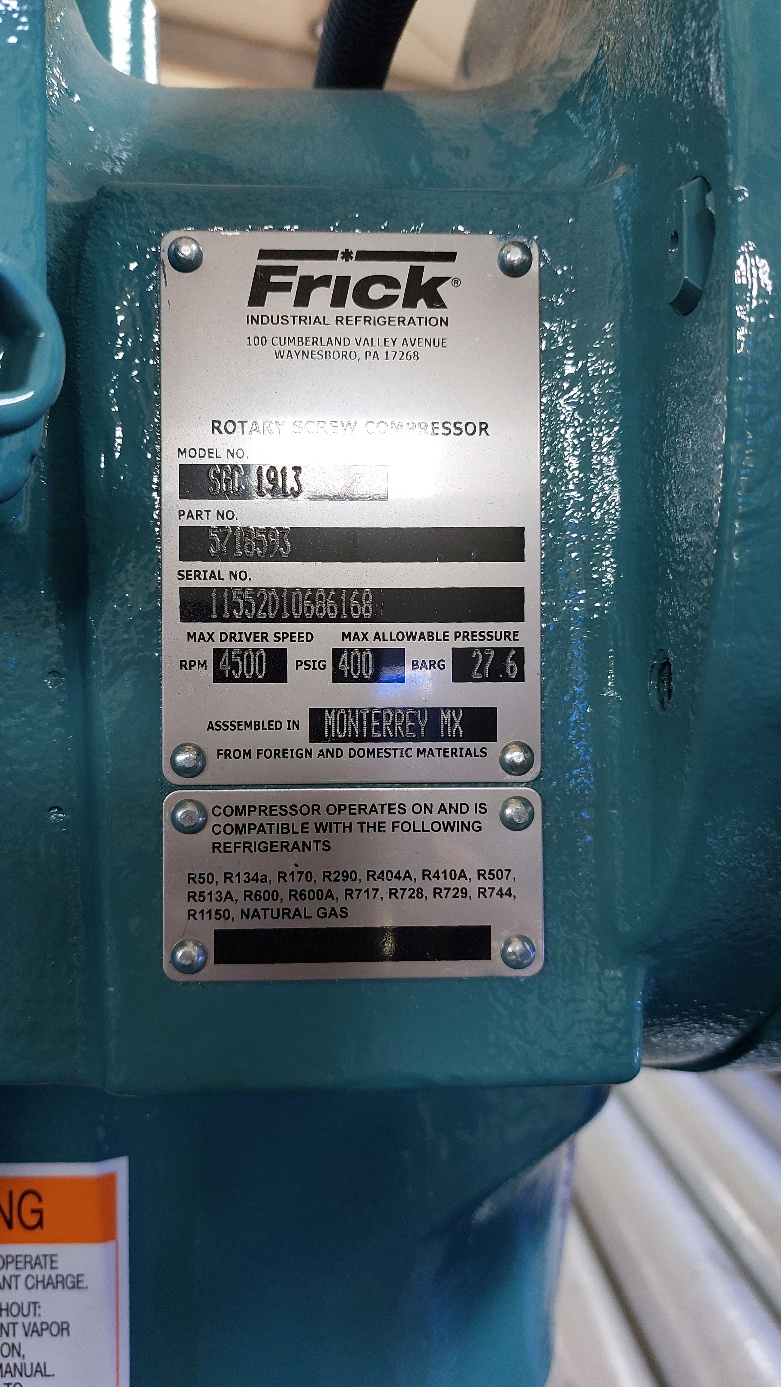 Frick®
INDUSTRIAL REFRIGERATION
100 CUMBERLAND VALLEY AVENUE
WAYNESBORO, PA 17268
ROTARY SCREW COMPRESSOR
MODEL NO.
SGC 1913
PART NO.
571B593
SERIAL NO.
11552D10686168
MAX DRIVER SPEED MAX ALLOWABLE PRESSURE
RPM 4500 PSIG 400 BARG 27.6
ASSSEMBLED IN MONTERREY MX
FROM FOREIGN AND DOMESTIC MATERIALS
COMPRESSOR OPERATES ON AND IS
COMPATIBLE WITH THE FOLLOWING
REFRIGERANTS
R50, R134a, R170, R290, R404A, R410A, R507,
R513A, R600, R600A, R717, R728, R729, R744,
R1150, NATURAL GAS
NG
OPERATE
ANT CHARGE.
HOUT:
NT VAPOR
ON,
MANUAL.
TO